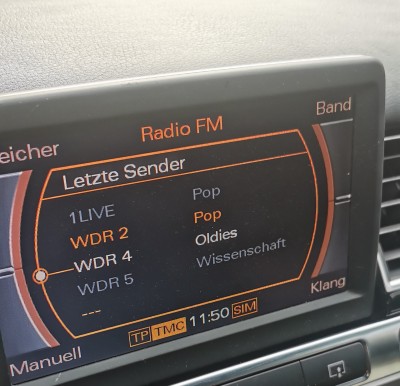 Radio FM
Band
eicher
Letzte Sender
1LIVE Pop
WDR 2 Pop
WDR 4 Oldies
WDR 5 Wissenschaft
---
TP TMC 11:50 SIM
Manuell
Klang